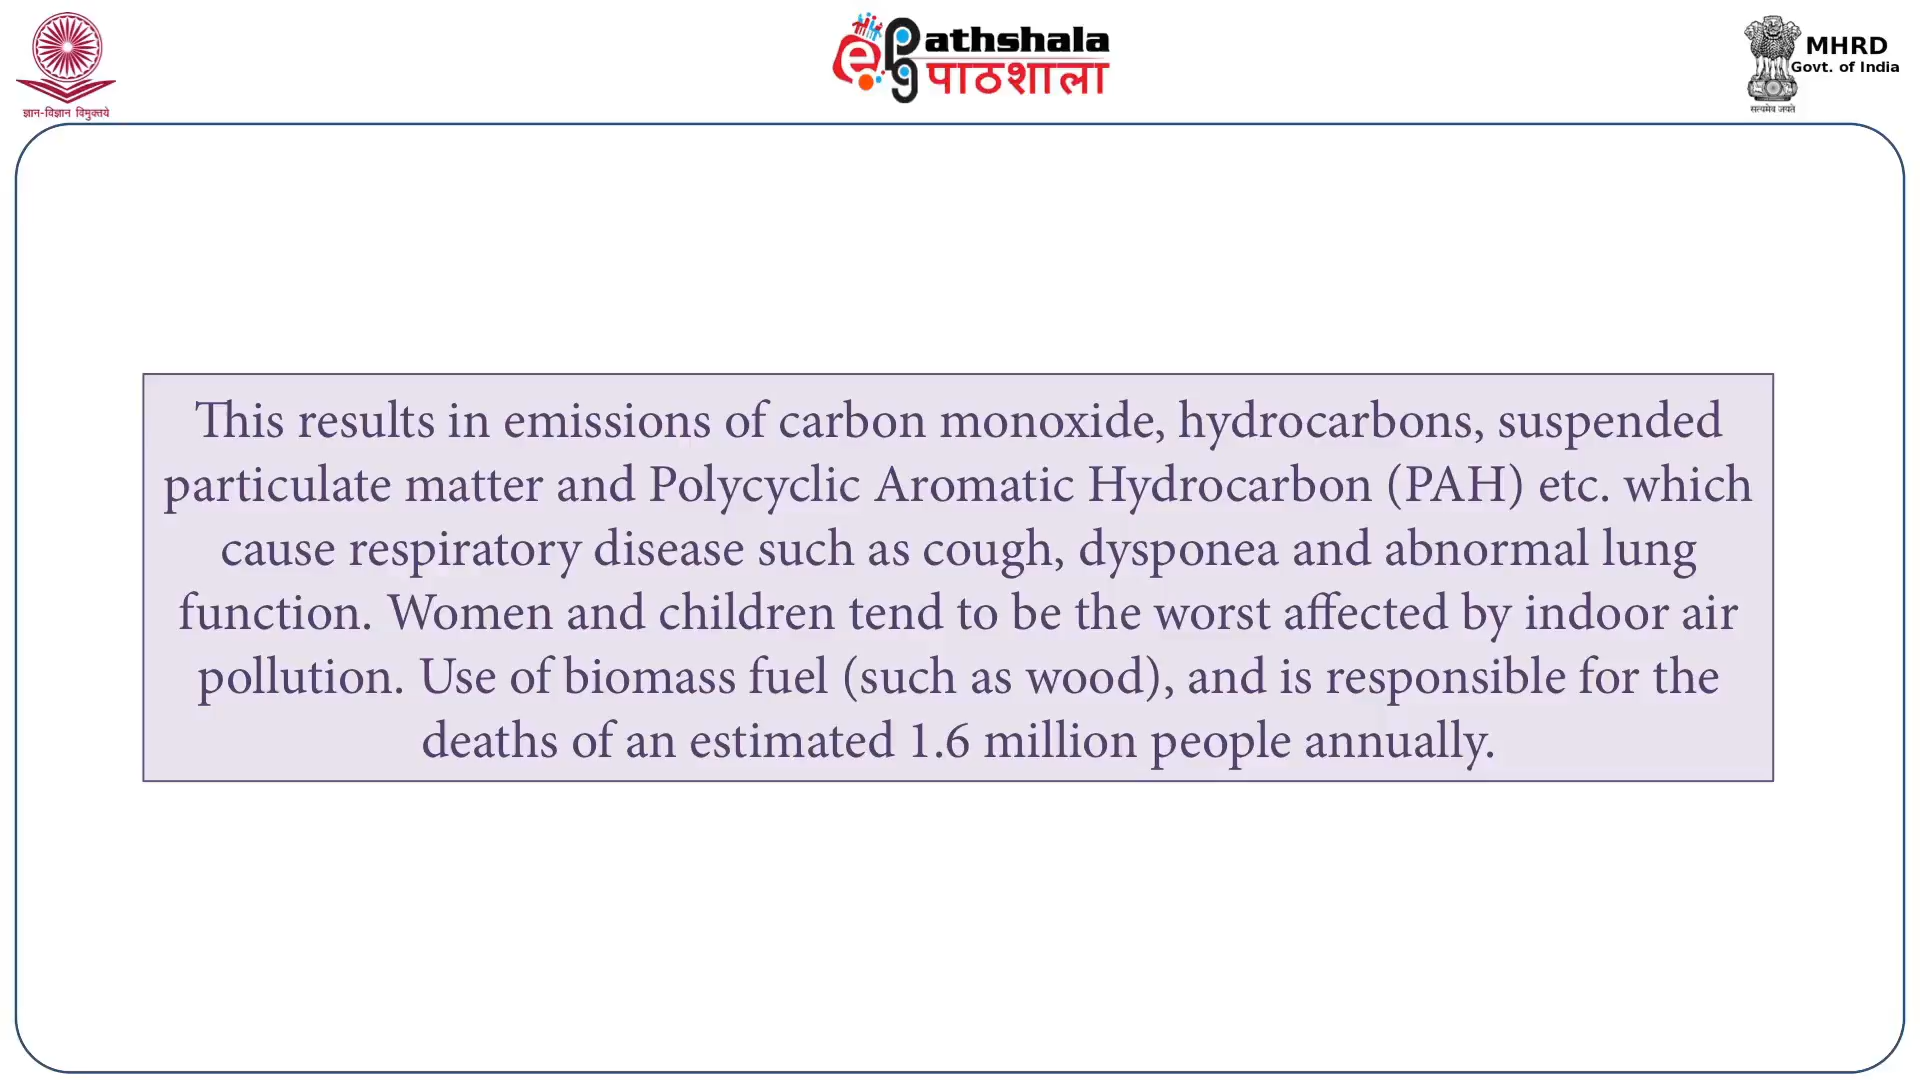 ज्ञान-विज्ञान विमुक्तये
e pg Pathshala
पाठशाला
MHRD
Govt. of India
सत्यमेव जयते
This results in emissions of carbon monoxide, hydrocarbons, suspended
particulate matter and Polycyclic Aromatic Hydrocarbon (PAH) etc. which
cause respiratory disease such as cough, dysponea and abnormal lung
function. Women and children tend to be the worst affected by indoor air
pollution. Use of biomass fuel (such as wood), and is responsible for the
deaths of an estimated 1.6 million people annually.